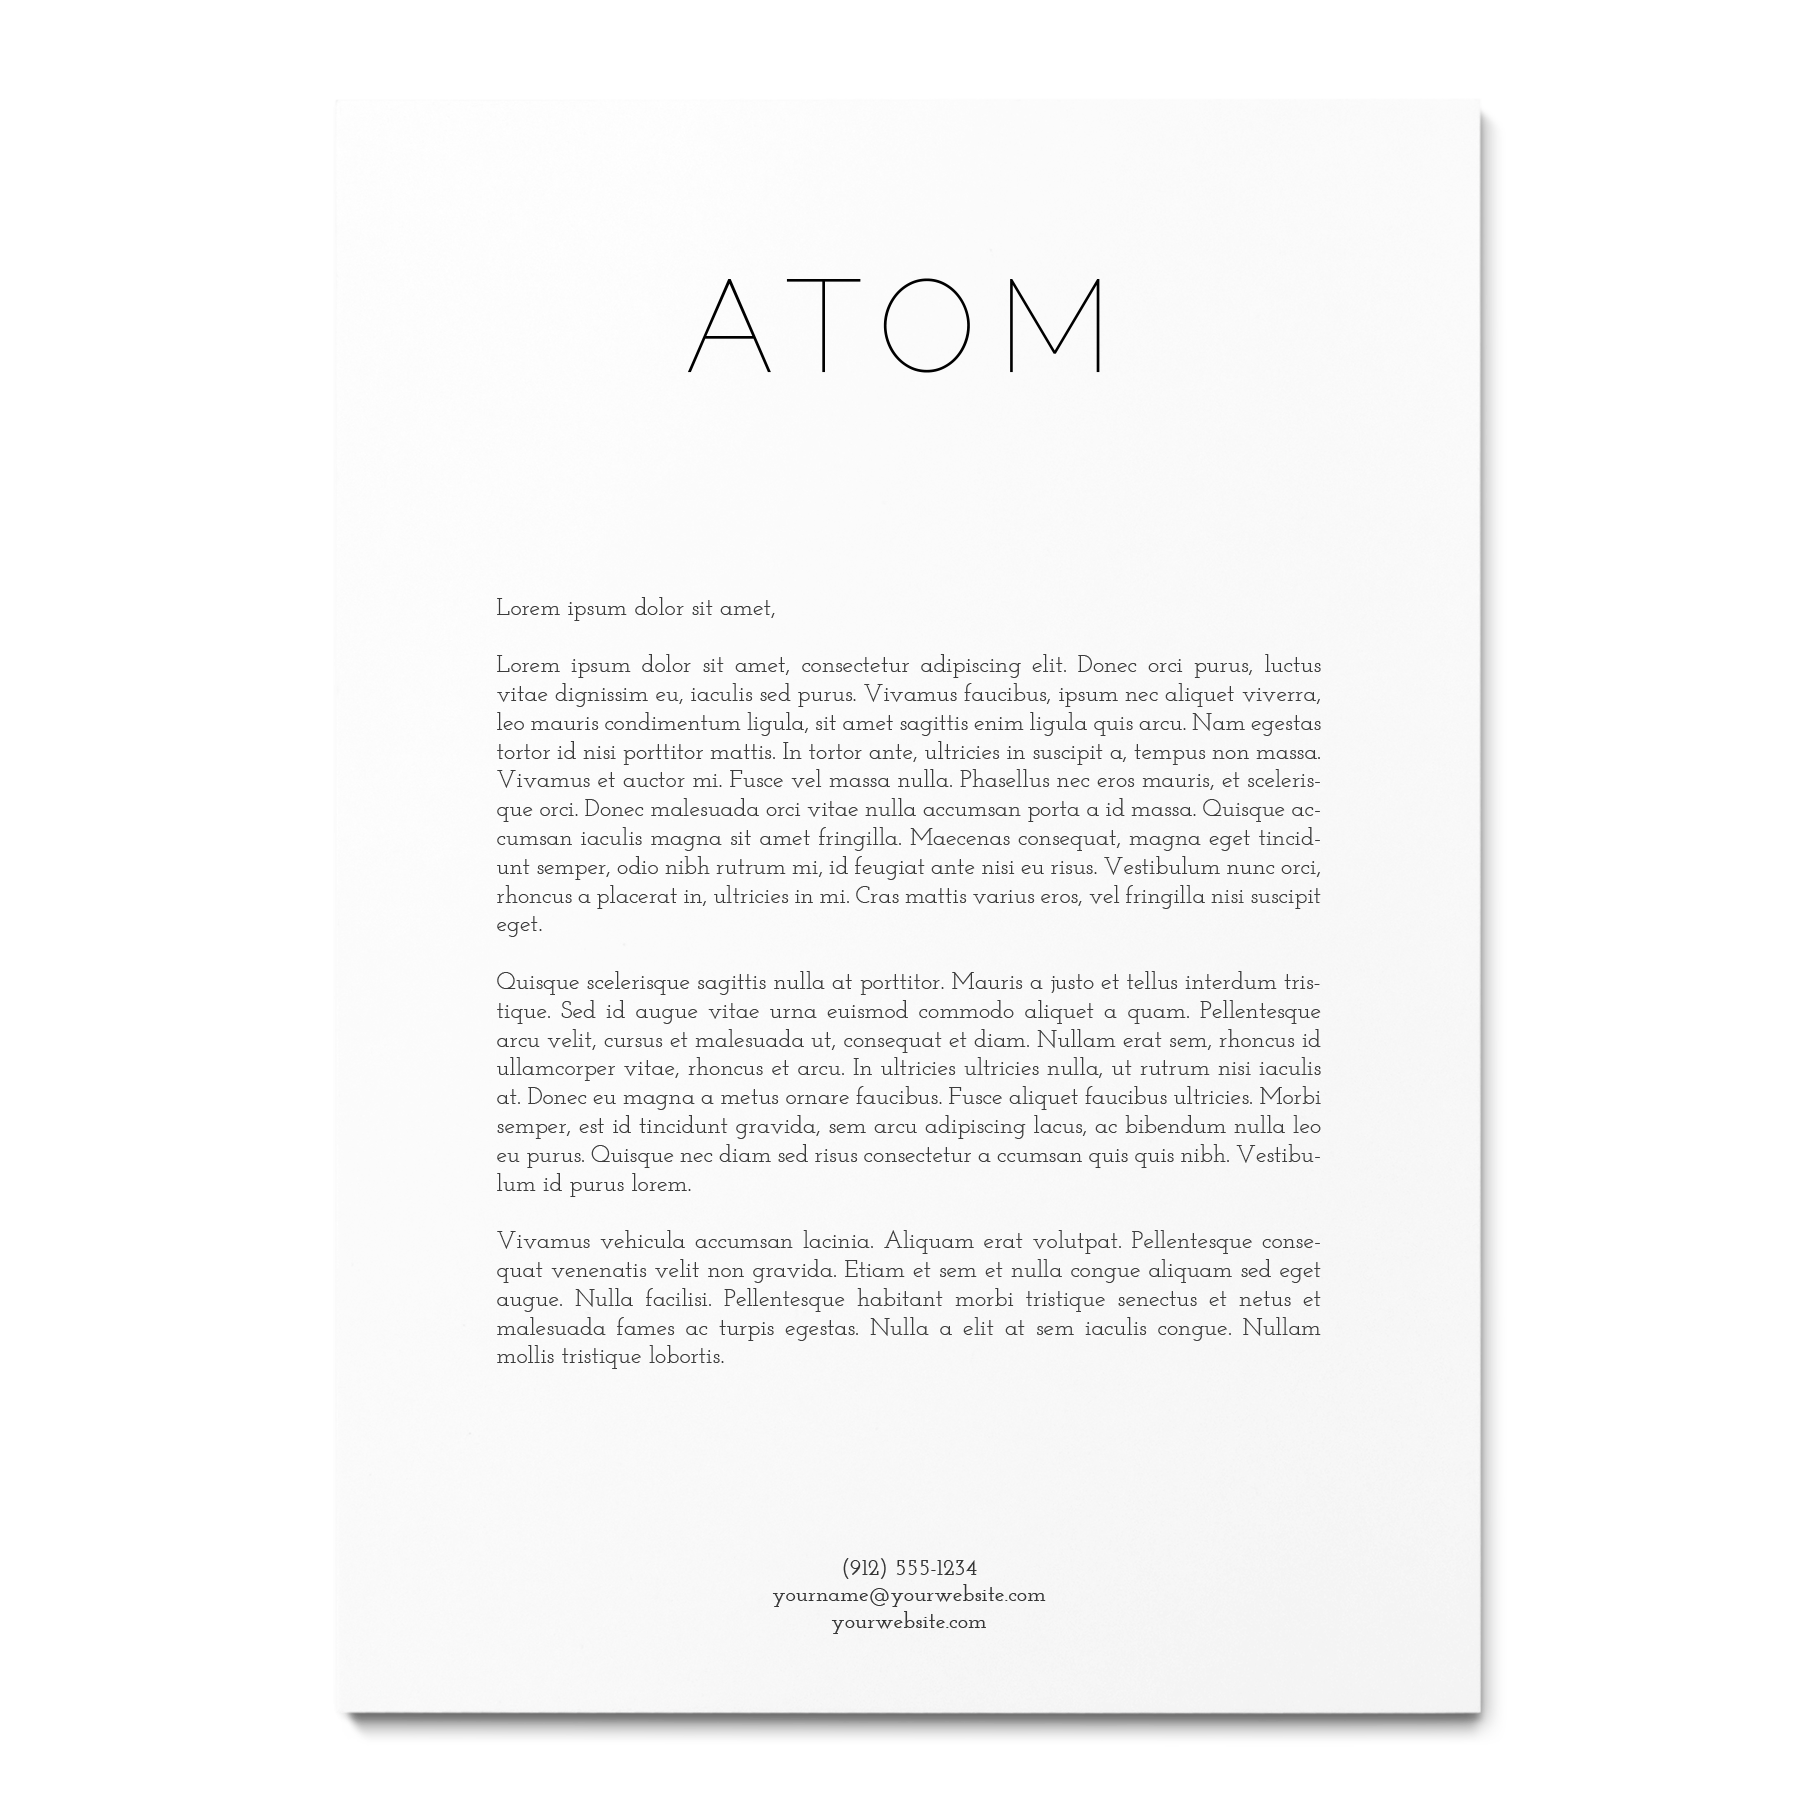 ATOM
Lorem ipsum dolor sit amet,
Lorem ipsum dolor sit amet, consectetur adipiscing elit. Donec orci purus, luctus
vitae dignissim eu, iaculis sed purus. Vivamus faucibus, ipsum nec aliquet viverra,
leo mauris condimentum ligula, sit amet sagittis enim ligula quis arcu. Nam egestas
tortor id nisi porttitor mattis. In tortor ante, ultricies in suscipit a, tempus non massa.
Vivamus et auctor mi. Fusce vel massa nulla. Phasellus nec eros mauris, et sceleris-
que orci. Donec malesuada orci vitae nulla accumsan porta a id massa. Quisque ac-
cumsan iaculis magna sit amet fringilla. Maecenas consequat, magna eget tincid-
unt semper, odio nibh rutrum mi, id feugiat ante nisi eu risus. Vestibulum nunc orci,
rhoncus a placerat in, ultricies in mi. Cras mattis varius eros, vel fringilla nisi suscipit
eget.
Quisque scelerisque sagittis nulla at porttitor. Mauris a justo et tellus interdum tris-
tique. Sed id augue vitae urna euismod commodo aliquet a quam. Pellentesque
arcu velit, cursus et malesuada ut, consequat et diam. Nullam erat sem, rhoncus id
ullamcorper vitae, rhoncus et arcu. In ultricies ultricies nulla, ut rutrum nisi iaculis
at. Donec eu magna a metus ornare faucibus. Fusce aliquet faucibus ultricies. Morbi
semper, est id tincidunt gravida, sem arcu adipiscing lacus, ac bibendum nulla leo
eu purus. Quisque nec diam sed risus consectetur a ccumsan quis quis nibh. Vestibu-
lum id purus lorem.
Vivamus vehicula accumsan lacinia. Aliquam erat volutpat. Pellentesque conse-
quat venenatis velit non gravida. Etiam et sem et nulla congue aliquam sed eget
augue. Nulla facilisi. Pellentesque habitant morbi tristique senectus et netus et
malesuada fames ac turpis egestas. Nulla a elit at sem iaculis congue. Nullam
mollis tristique lobortis.
(912) 555-1234
yourname@yourwebsite.com
yourwebsite.com